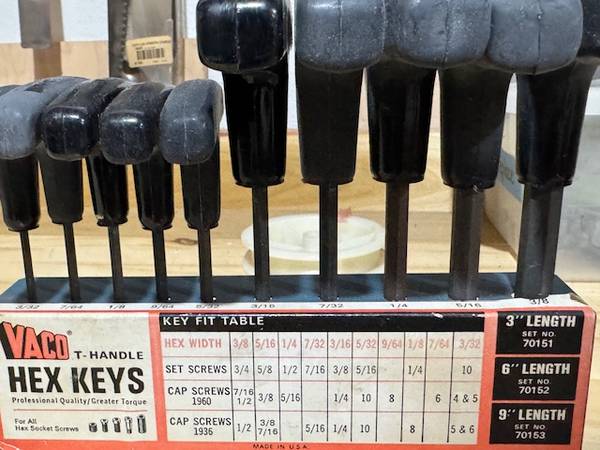 3/32 7/64 1/8 9/64 5/32 3/16 7/32 1/4 5/16 3/8
VACO®
T-HANDLE
HEX KEYS
Professional Quality/Greater Torque
For All
Hex Socket Screws
KEY FIT TABLE
HEX WIDTH 3/8 5/16 1/4 7/32 3/16 5/32 9/64 1/8 7/64 3/32
SET SCREWS 3/4 5/8 1/2 7/16 3/8 5/16 1/4 10
CAP SCREWS 1960 7/16 1/2 3/8 5/16 1/4 10 8 6 4 & 5
CAP SCREWS 1936 1/2 3/8 7/16 5/16 1/4 10 8 5 & 6
MADE IN U.S.A.
3" LENGTH
SET NO.
70151
6" LENGTH
SET NO.
70152
9" LENGTH
SET NO.
70153